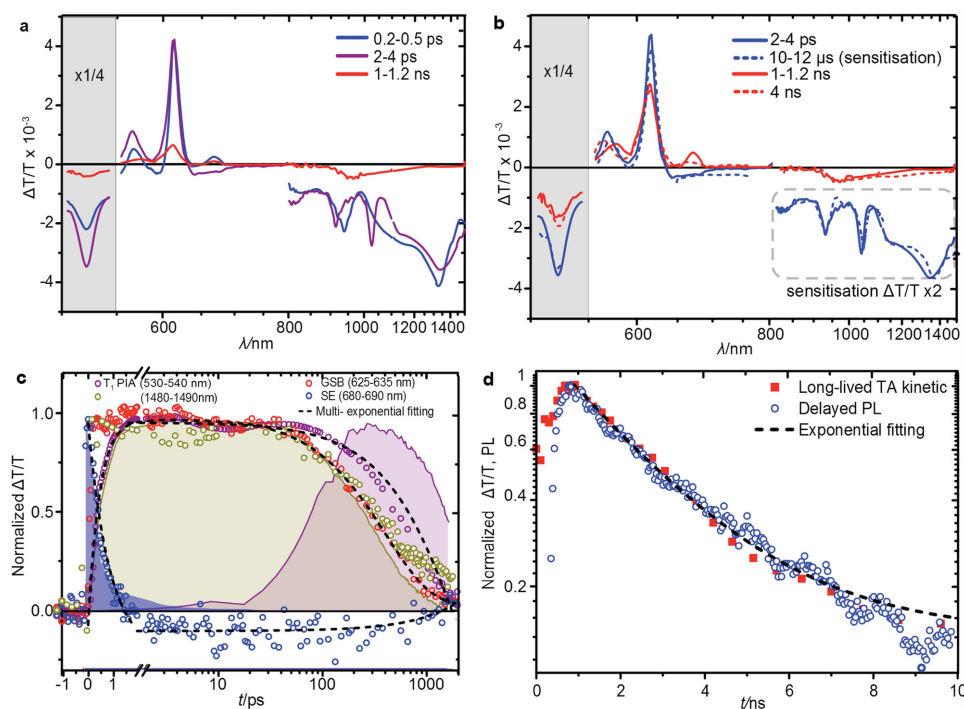 a
x1/4
0.2-0.5 ps
2-4 ps
1-1.2 ns
ΔT/T × 10⁻³
4
2
0
-2
-4
600
800
1000
1200
1400
λ/nm
b
x1/4
2-4 ps
10-12 µs (sensitisation)
1-1.2 ns
4 ns
ΔT/T × 10⁻³
4
2
0
-2
-4
sensitisation ΔT/T x2
600
800
1000
1200
1400
λ/nm
c
T₁ PIA (530-540 nm)
(1480-1490nm)
GSB (625-635 nm)
SE (680-690 nm)
Multi- exponential fitting
Normalized ΔT/T
1.0
0.5
0.0
-1
0
1
10
100
1000
t/ps
d
Long-lived TA kinetic
Delayed PL
Exponential fitting
Normalized ΔT/T, PL
1
0.8
0.6
0.4
0.2
0
2
4
6
8
10
t/ns